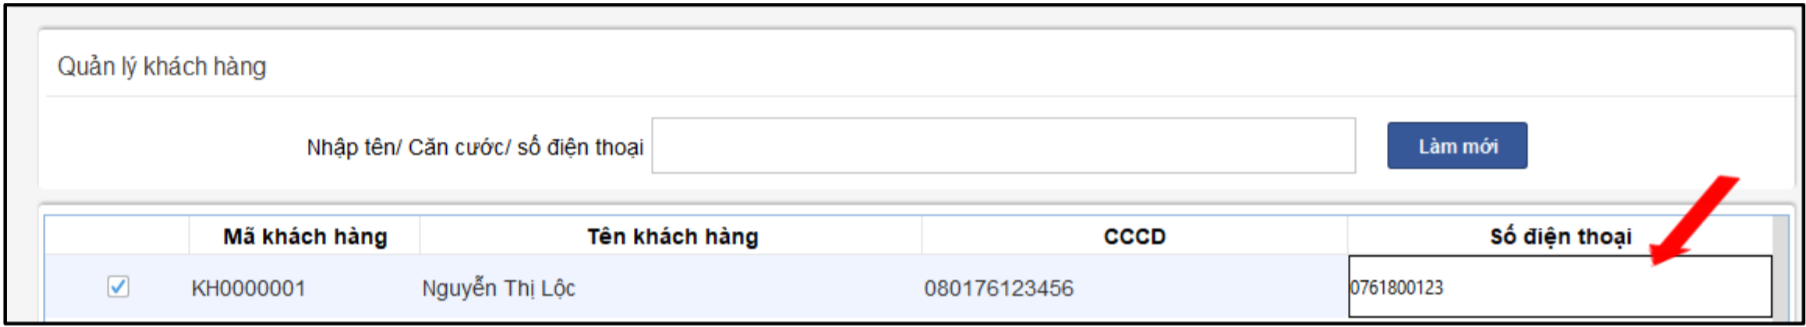 Quản lý khách hàng
Nhập tên/ Căn cước/ số điện thoại Làm mới
Mã khách hàng Tên khách hàng CCCD Số điện thoại
KH0000001 Nguyễn Thị Lộc 080176123456 0761800123